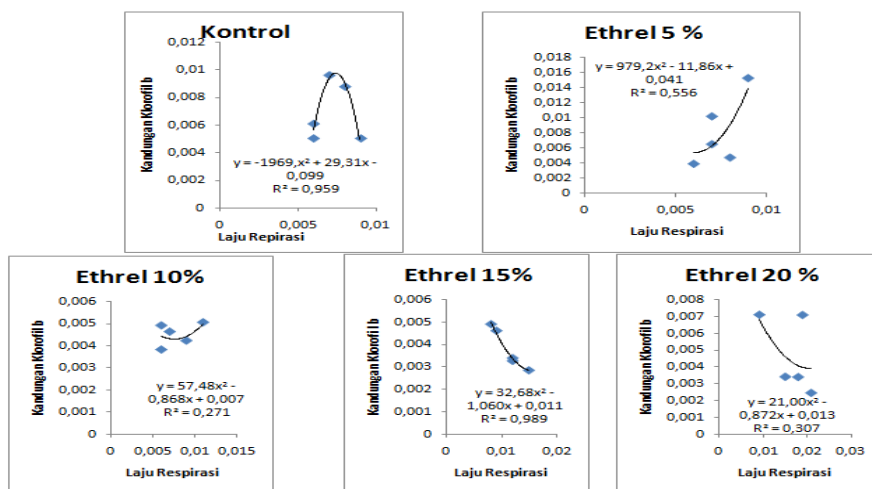 Kontrol
0,012
0,01
0,008
0,006
0,004
0,002
0
Kandungan Klorofil b
y = -1969,x² + 29,31x -
0,099
R² = 0,959
0 0,005 0,01
Laju Repirasi
Ethrel 5 %
0,018
0,016
0,014
0,012
0,01
0,008
0,006
0,004
0,002
0
Kandungan Klorofil b
y = 979,2x² - 11,86x +
0,041
R² = 0,556
0 0,005 0,01
Laju Respirasi
Ethrel 10%
0,006
0,005
0,004
0,003
0,002
0,001
0
Kandungan Klorofil b
y = 57,48x² -
0,868x + 0,007
R² = 0,271
0 0,005 0,01 0,015
Laju Respirasi
Ethrel 15%
0,006
0,005
0,004
0,003
0,002
0,001
0
Kandungan Klorofil b
y = 32,68x² -
1,060x + 0,011
R² = 0,989
0 0,01 0,02
Laju Respirasi
Ethrel 20 %
0,008
0,007
0,006
0,005
0,004
0,003
0,002
0,001
0
Kandungan Klorofil b
y = 21,00x² -
0,872x + 0,013
R² = 0,307
0 0,01 0,02 0,03
Laju Respirasi